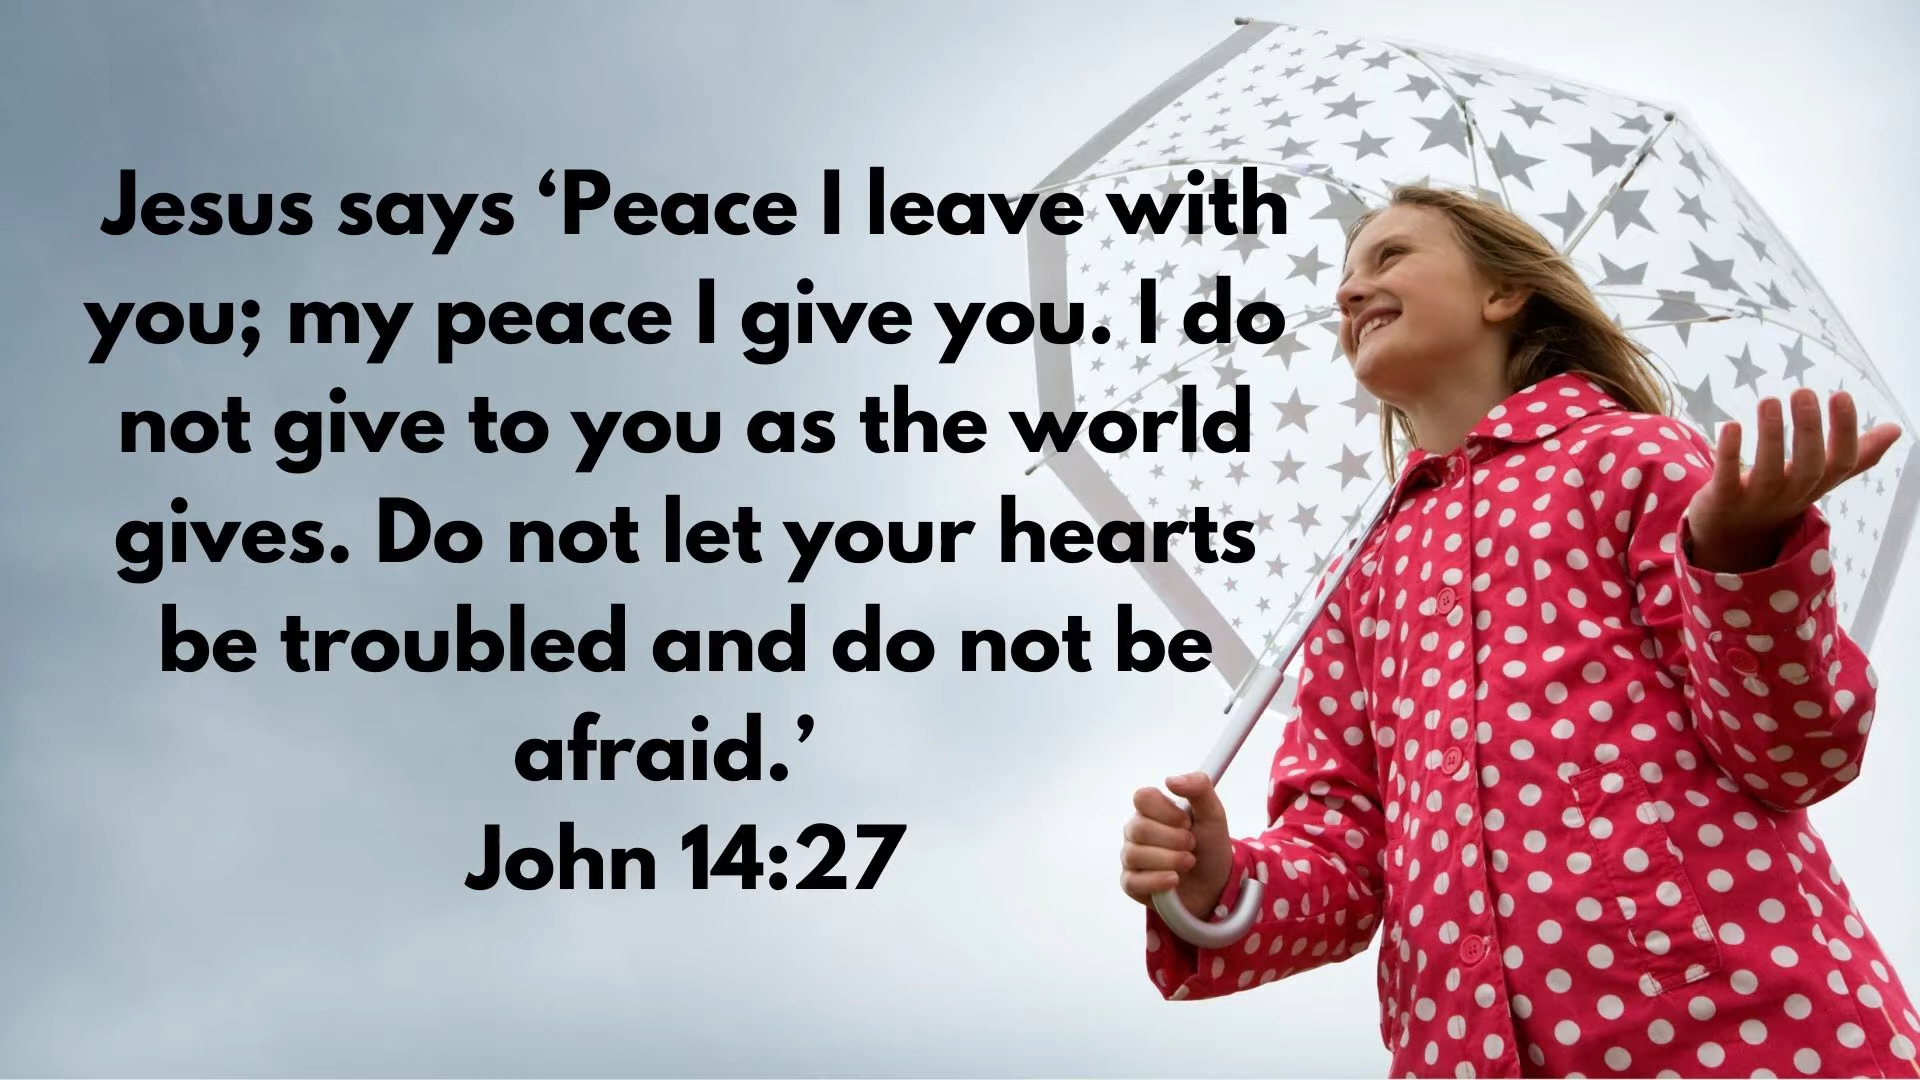 Jesus says ‘Peace I leave with
you; my peace I give you. I do
not give to you as the world
gives. Do not let your hearts
be troubled and do not be
afraid.’
John 14:27